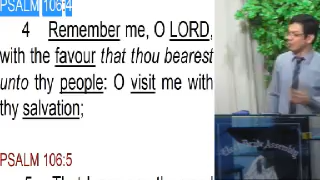 PSALM 106:4
4 Remember me, O LORD,
with the favour that thou bearest
unto thy people: O visit me with
thy salvation;
PSALM 106:5